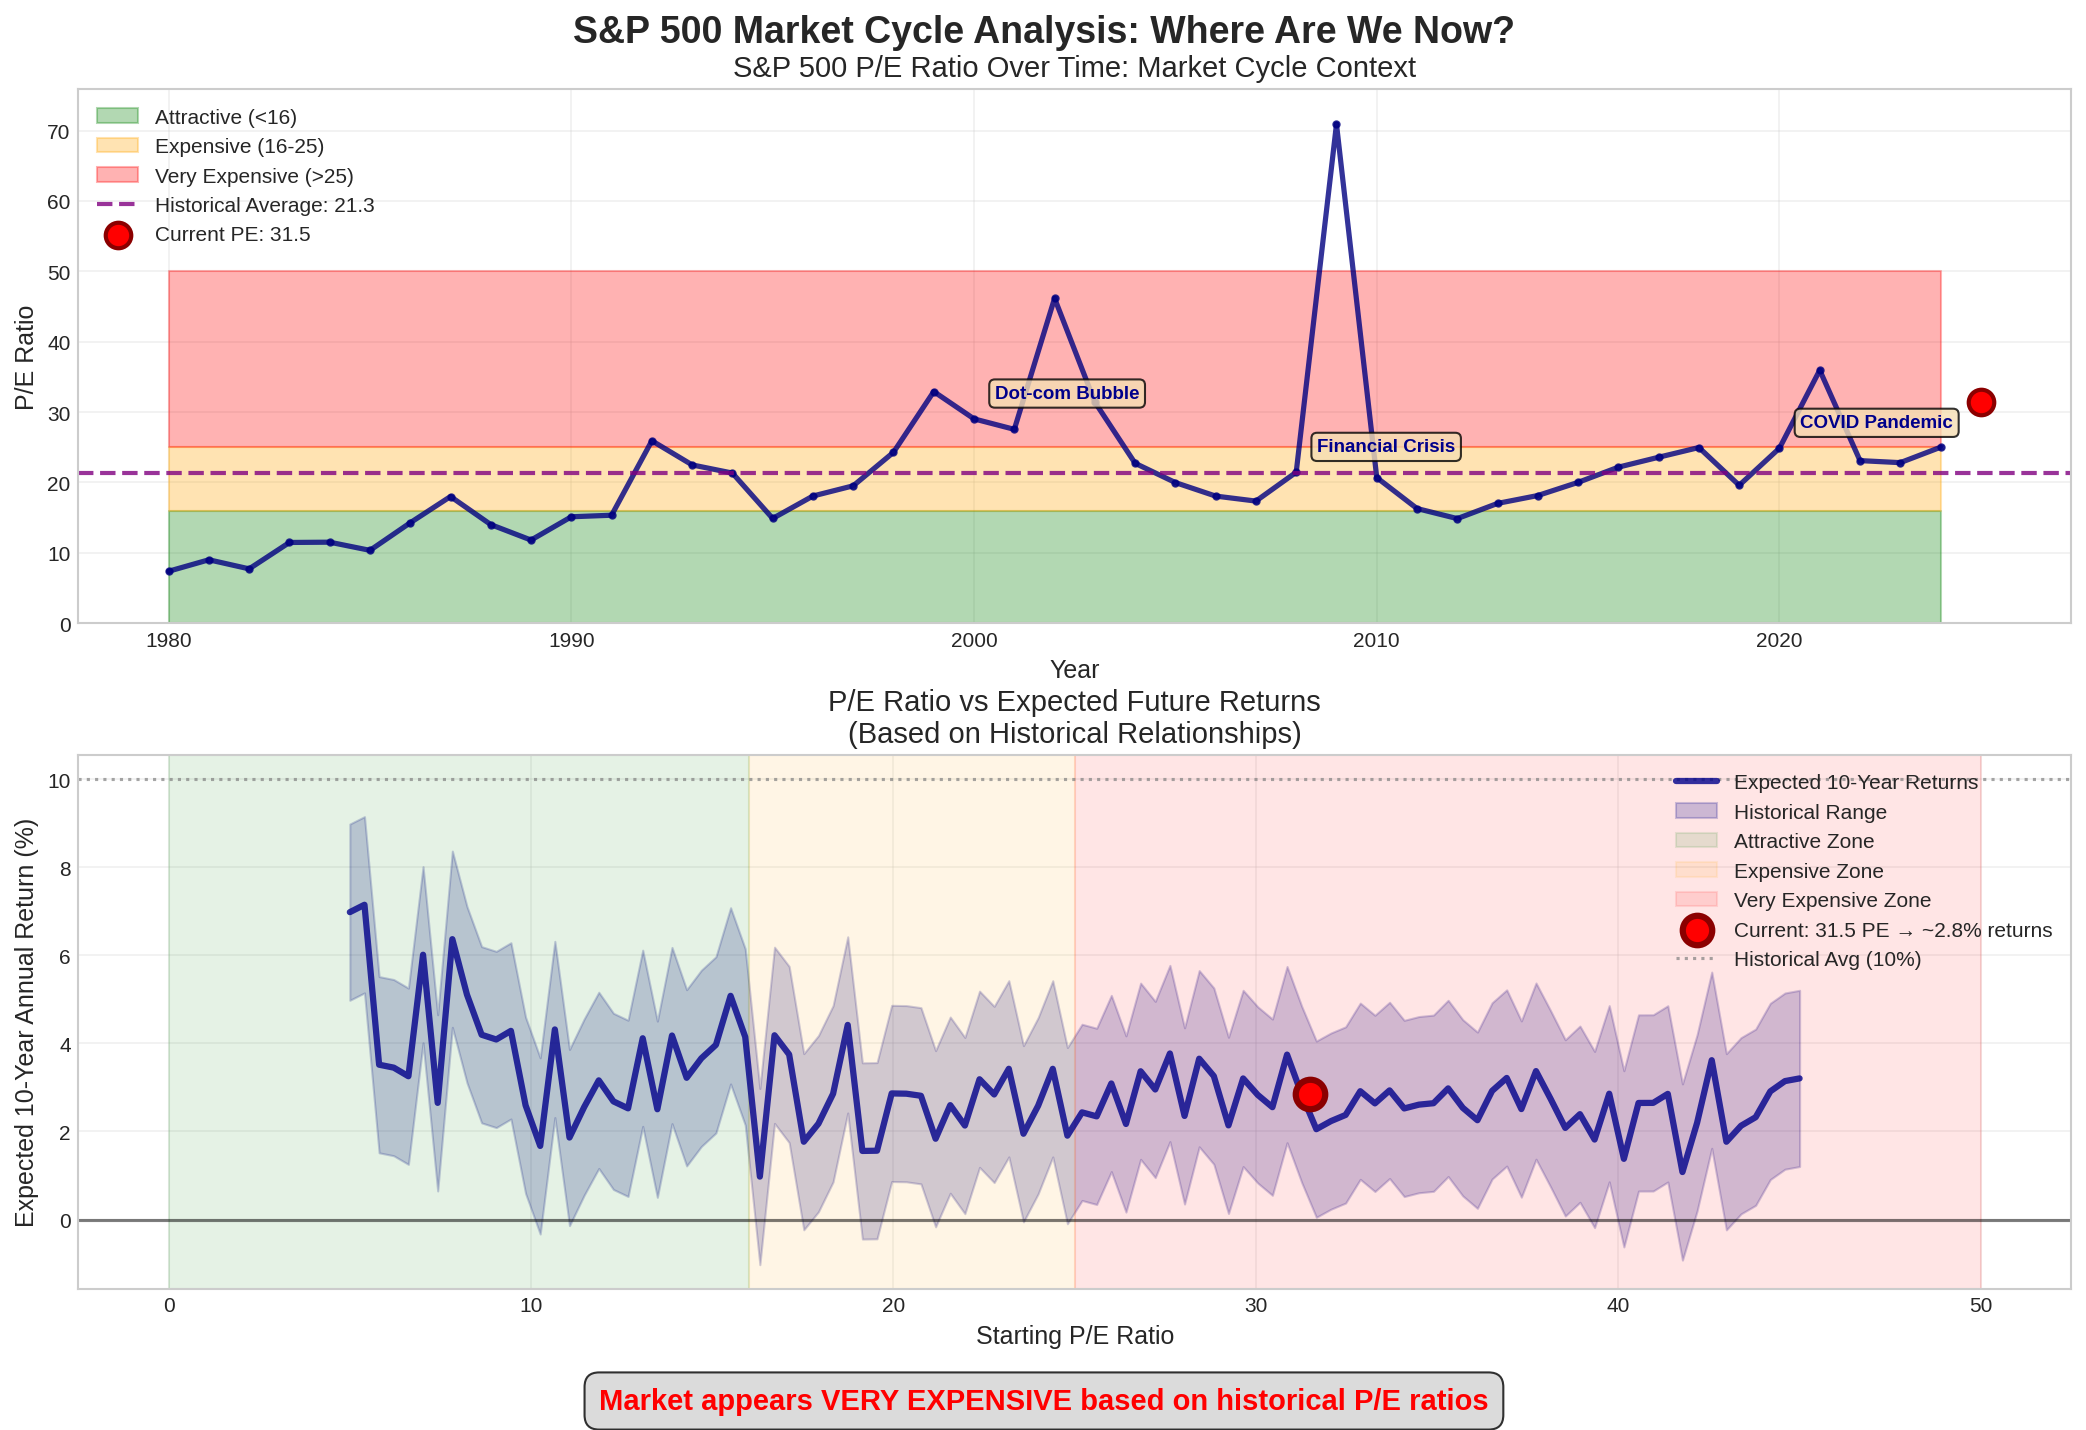 S&P 500 Market Cycle Analysis: Where Are We Now?
S&P 500 P/E Ratio Over Time: Market Cycle Context
Attractive (<16)
Expensive (16-25)
Very Expensive (>25)
Historical Average: 21.3
Current PE: 31.5
P/E Ratio
70
60
50
40
30
20
10
0
Dot-com Bubble
Financial Crisis
COVID Pandemic
1980
1990
2000
2010
2020
Year
P/E Ratio vs Expected Future Returns
(Based on Historical Relationships)
Expected 10-Year Annual Return (%)
10
8
6
4
2
0
Expected 10-Year Returns
Historical Range
Attractive Zone
Expensive Zone
Very Expensive Zone
Current: 31.5 PE → ~2.8% returns
Historical Avg (10%)
0
10
20
30
40
50
Starting P/E Ratio
Market appears VERY EXPENSIVE based on historical P/E ratios